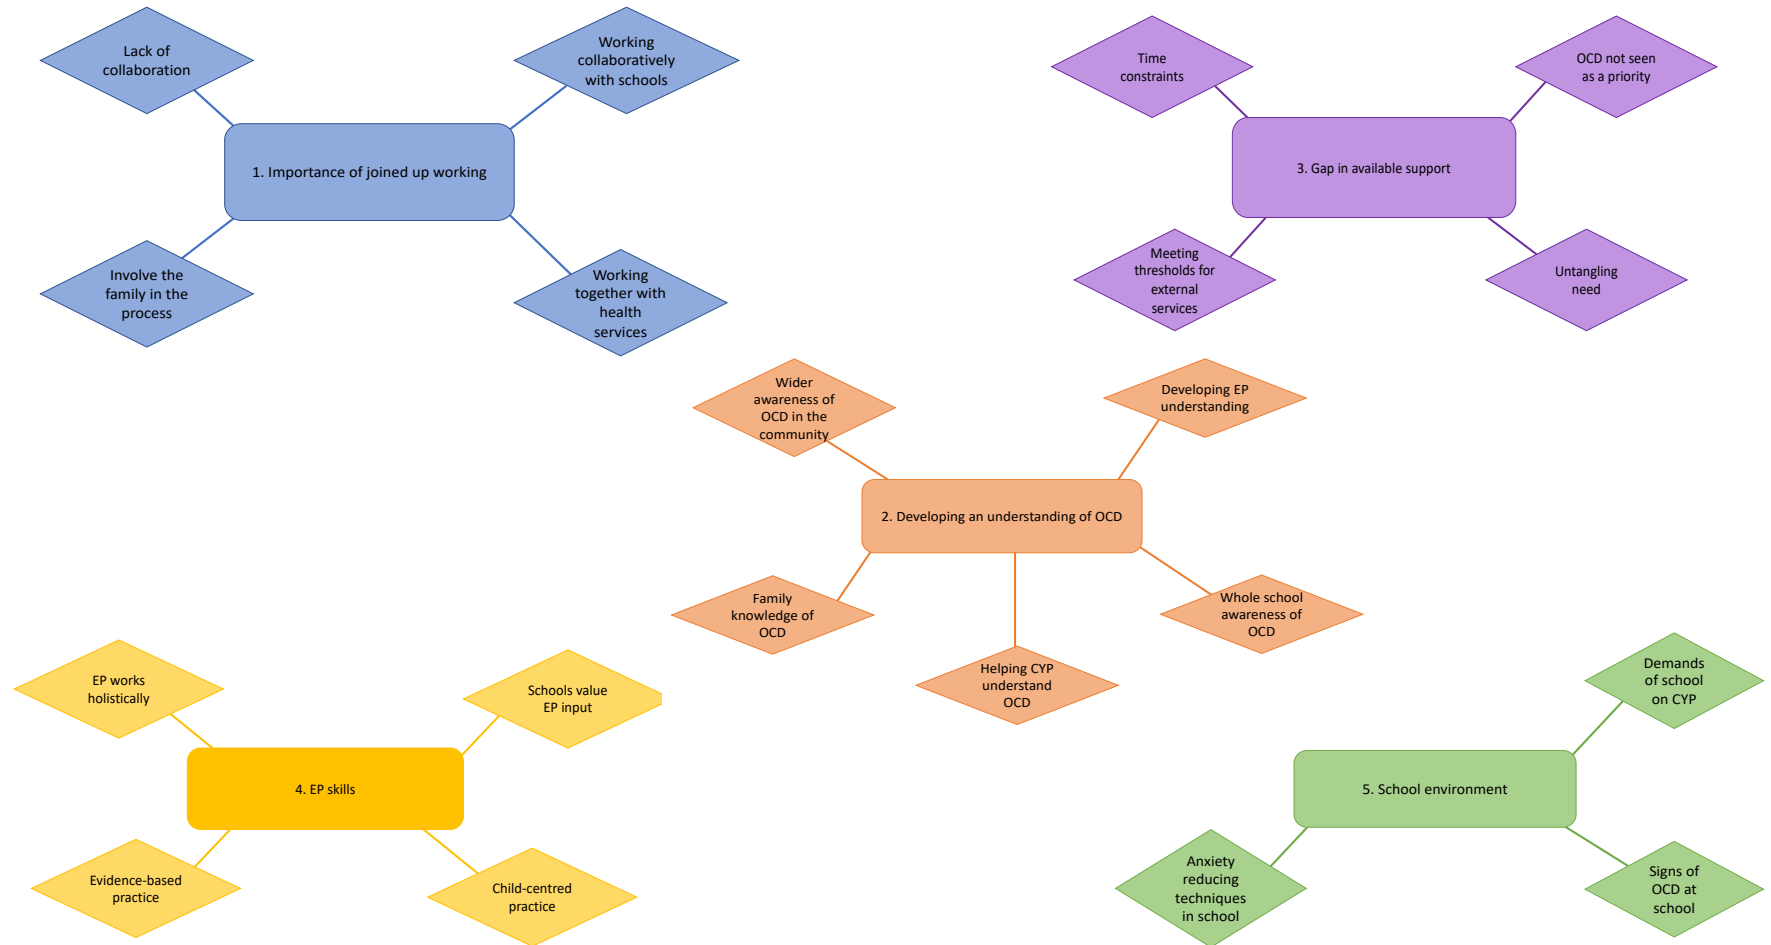 Lack of
collaboration
Working
collaboratively
with schools
1. Importance of joined up working
Involve the
family in the
process
Working
together with
health
services
Time
constraints
OCD not seen
as a priority
3. Gap in available support
Meeting
thresholds for
external
services
Untangling
need
Wider
awareness of
OCD in the
community
Developing EP
understanding
2. Developing an understanding of OCD
Family
knowledge of
OCD
Helping CYP
understand
OCD
Whole school
awareness of
OCD
EP works
holistically
Schools value
EP input
4. EP skills
Evidence-based
practice
Child-centred
practice
Demands
of school
on CYP
5. School environment
Anxiety
reducing
techniques
in school
Signs of
OCD at
school